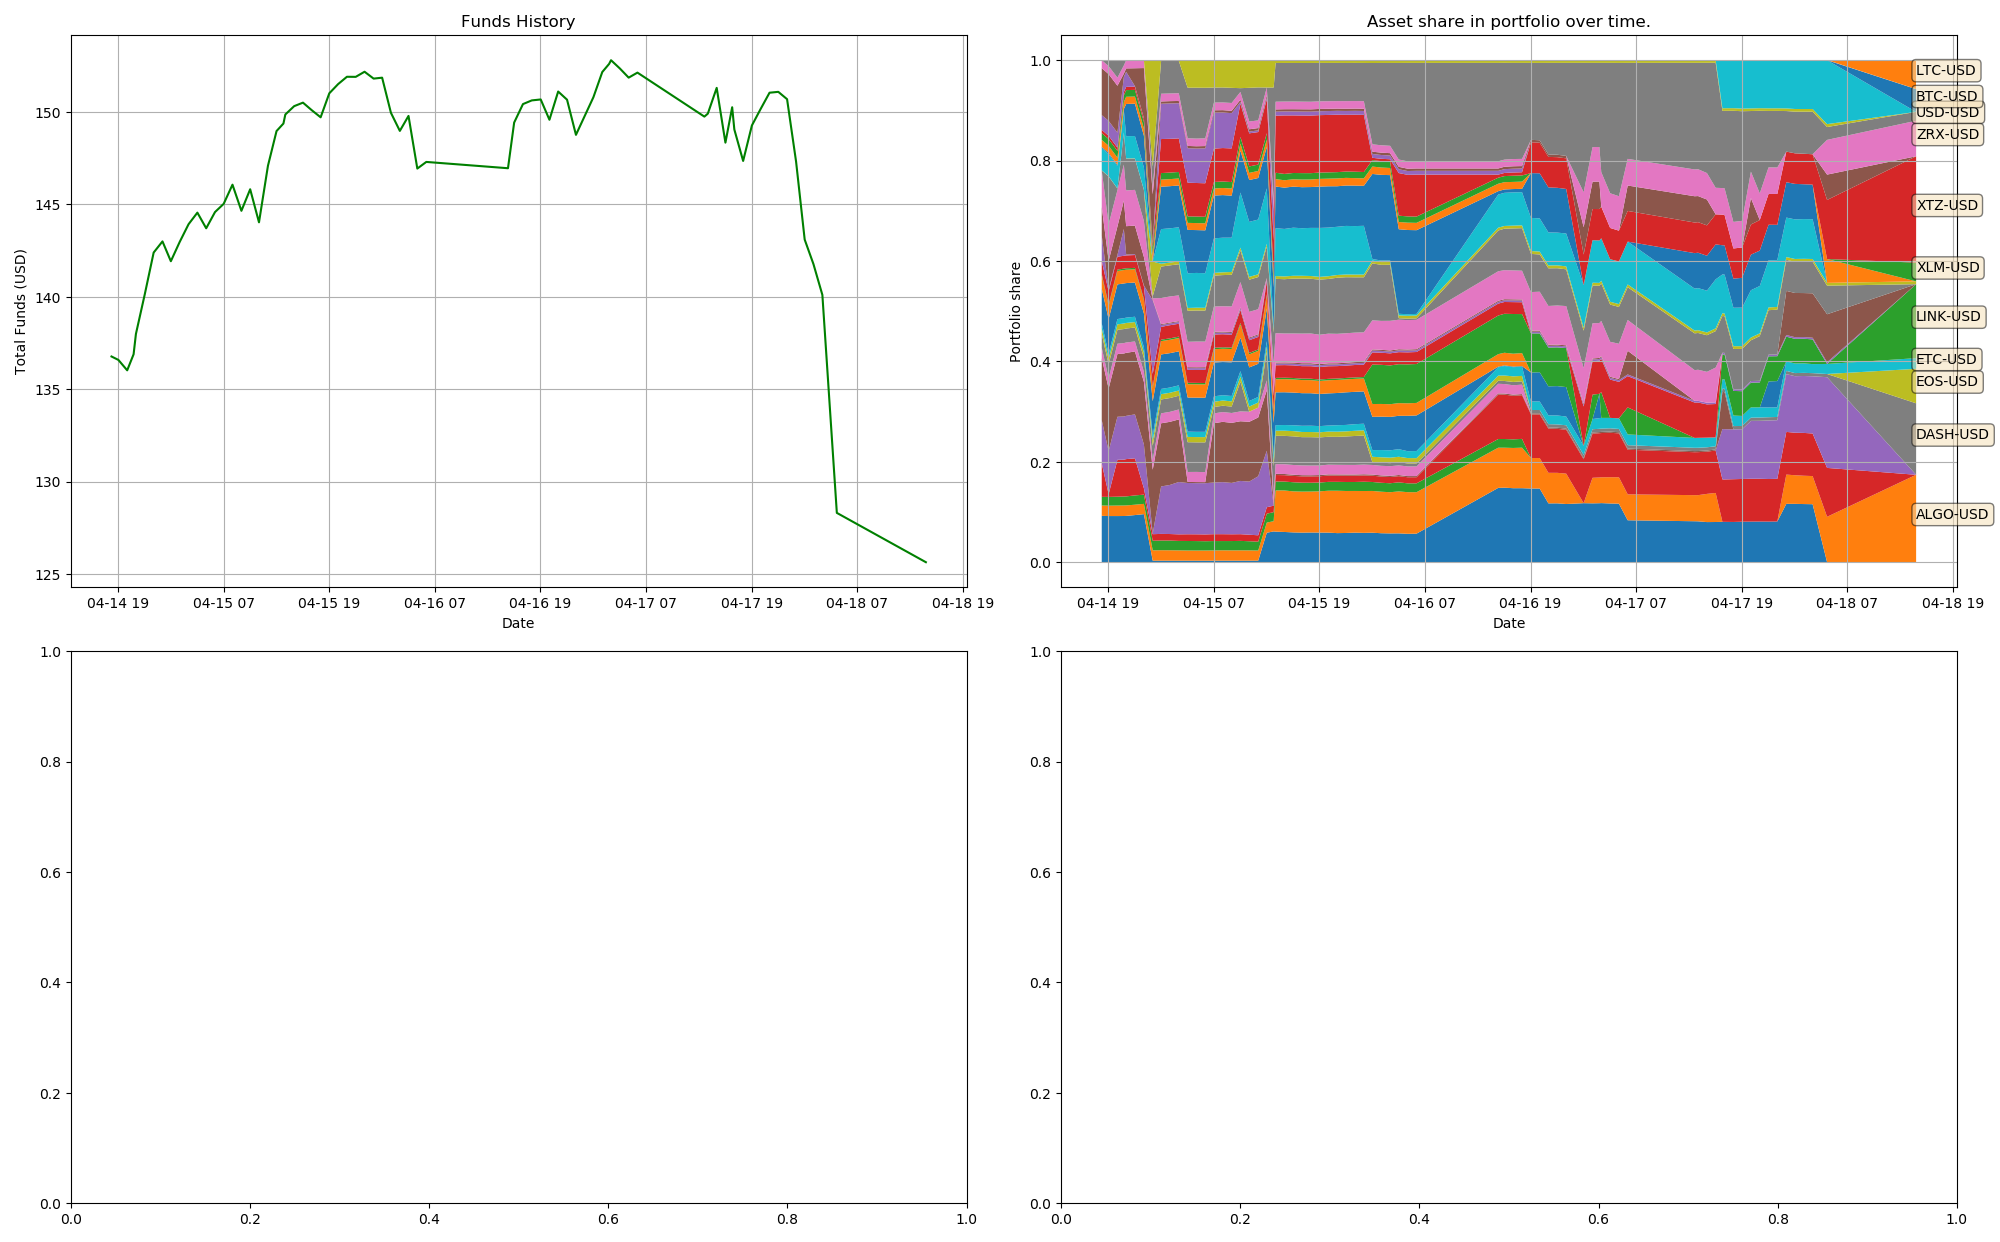 Funds History
Total Funds (USD)
150
145
140
135
130
125
04-14 19 04-15 07 04-15 19 04-16 07 04-16 19 04-17 07 04-17 19 04-18 07 04-18 19
Date
Asset share in portfolio over time.
Portfolio share
1.0
0.8
0.6
0.4
0.2
0.0
LTC-USD
BTC-USD
USD-USD
ZRX-USD
XTZ-USD
XLM-USD
LINK-USD
ETC-USD
EOS-USD
DASH-USD
ALGO-USD
04-14 19 04-15 07 04-15 19 04-16 07 04-16 19 04-17 07 04-17 19 04-18 07 04-18 19
Date
1.0
0.8
0.6
0.4
0.2
0.0
0.0 0.2 0.4 0.6 0.8 1.0
1.0
0.8
0.6
0.4
0.2
0.0
0.0 0.2 0.4 0.6 0.8 1.0